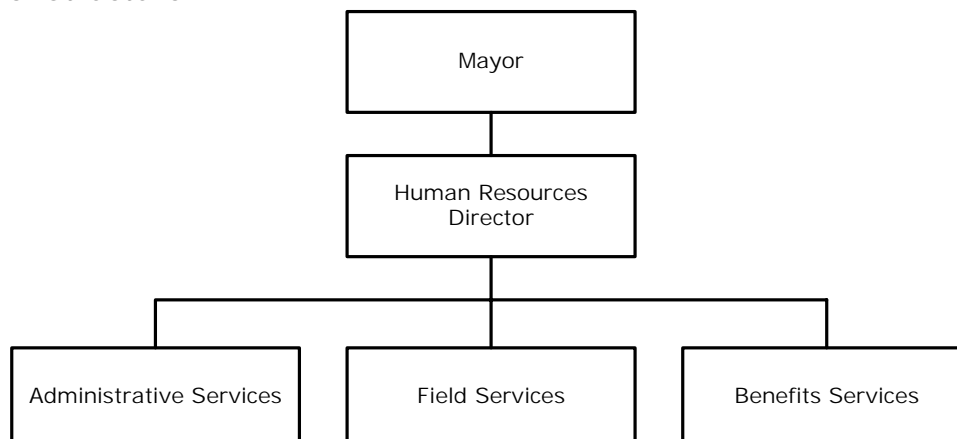 Mayor
Human Resources
Director
Administrative Services
Field Services
Benefits Services